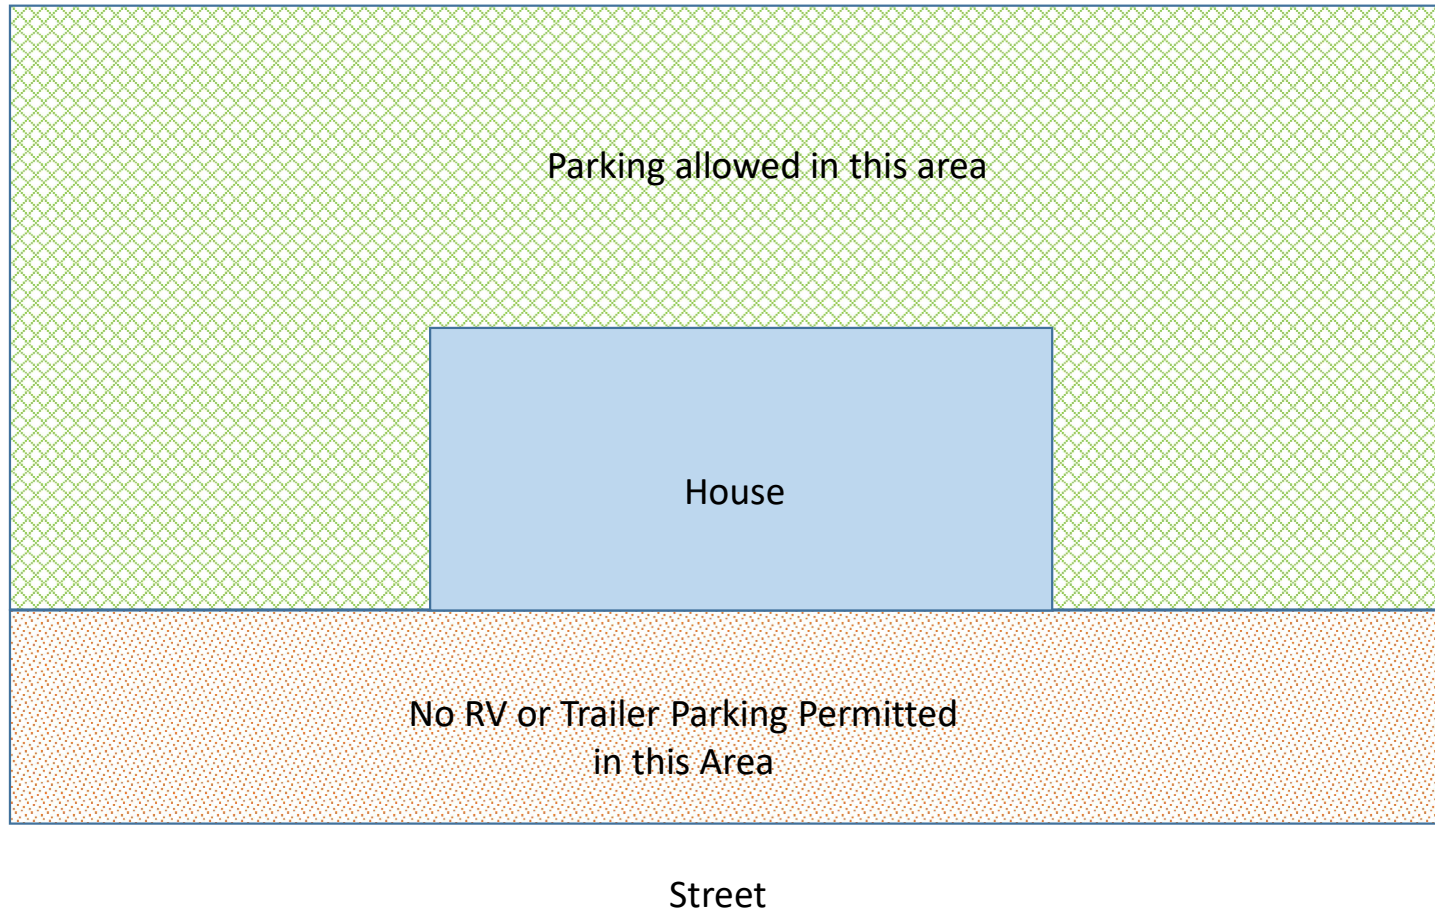 Parking allowed in this area
House
No RV or Trailer Parking Permitted
in this Area
Street